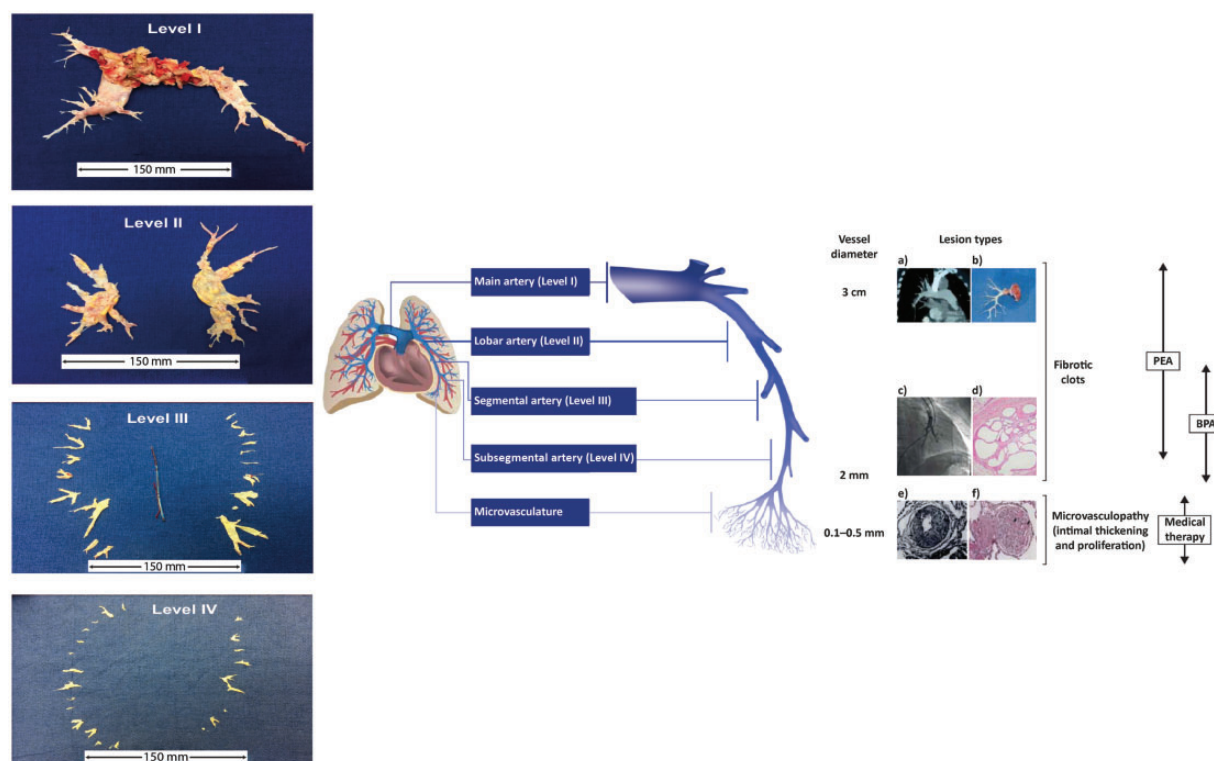 Level I
150 mm
Level II
150 mm
Level III
150 mm
Level IV
150 mm
Main artery (Level I)
Lobar artery (Level II)
Segmental artery (Level III)
Subsegmental artery (Level IV)
Microvasculature
Vessel
diameter
3 cm
2 mm
0.1–0.5 mm
Lesion types
a)
b)
c)
d)
e)
f)
Fibrotic
clots
Microvasculopathy
(intimal thickening
and proliferation)
PEA
BPA
Medical
therapy